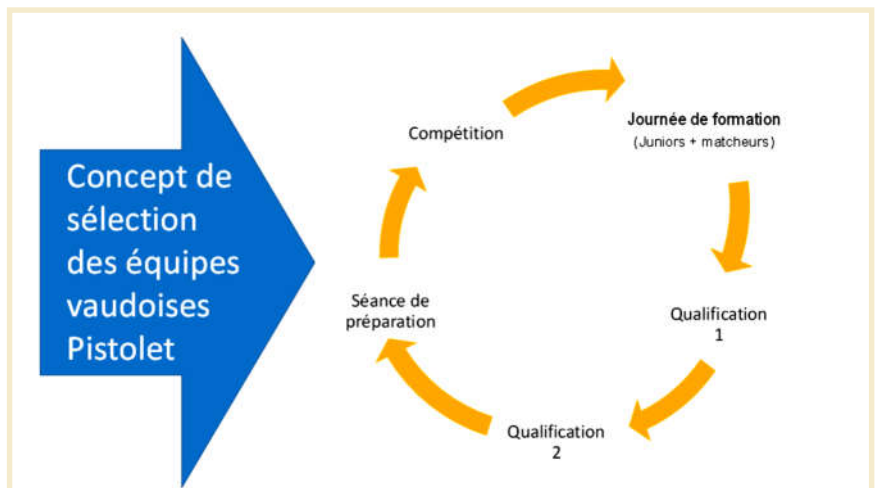 Concept de
sélection
des équipes
vaudoises
Pistolet
Compétition
Journée de formation
(Juniors + matcheurs)
Qualification
1
Qualification
2
Séance de
préparation